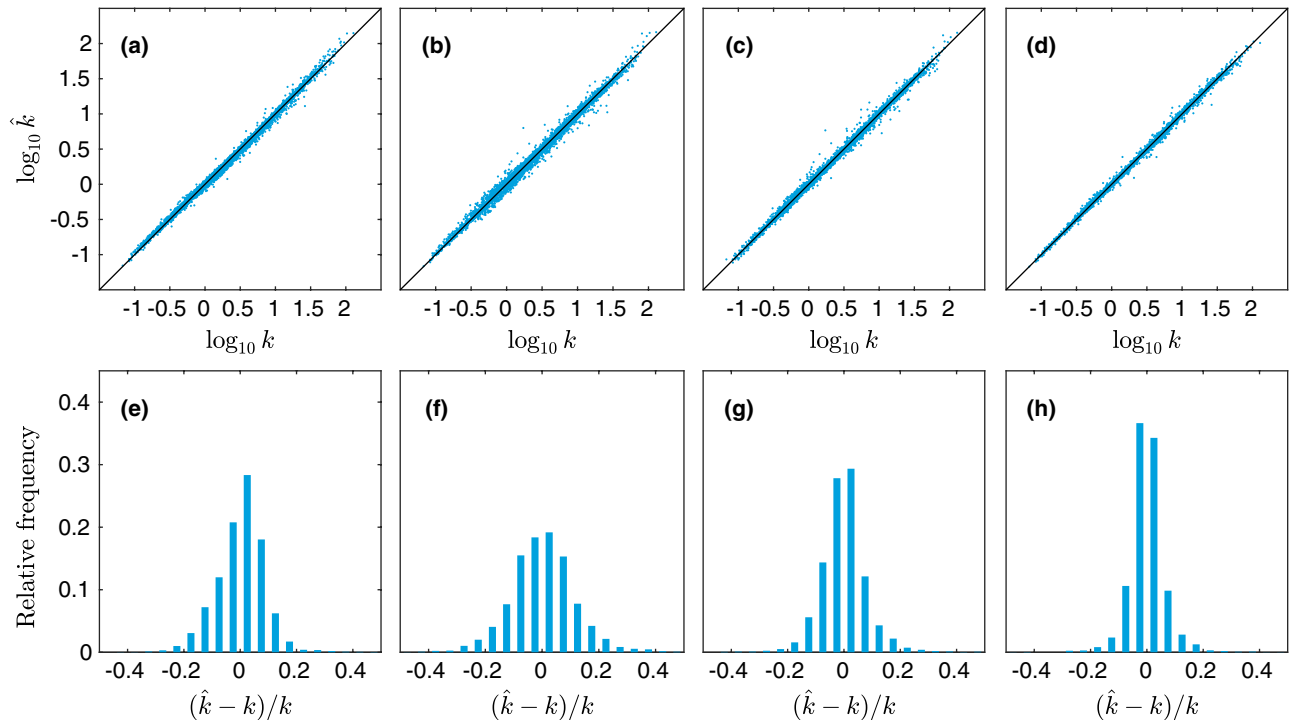 (a) (b) (c) (d)
log₁₀ k̂
2
1.5
1
0.5
0
-0.5
-1
-1 -0.5 0 0.5 1 1.5 2 -1 -0.5 0 0.5 1 1.5 2 -1 -0.5 0 0.5 1 1.5 2 -1 -0.5 0 0.5 1 1.5 2
log₁₀ k log₁₀ k log₁₀ k log₁₀ k
(e) (f) (g) (h)
Relative frequency
0.4
0.3
0.2
0.1
0
-0.4 -0.2 0 0.2 0.4 -0.4 -0.2 0 0.2 0.4 -0.4 -0.2 0 0.2 0.4 -0.4 -0.2 0 0.2 0.4
(k̂ − k)/k (k̂ − k)/k (k̂ − k)/k (k̂ − k)/k